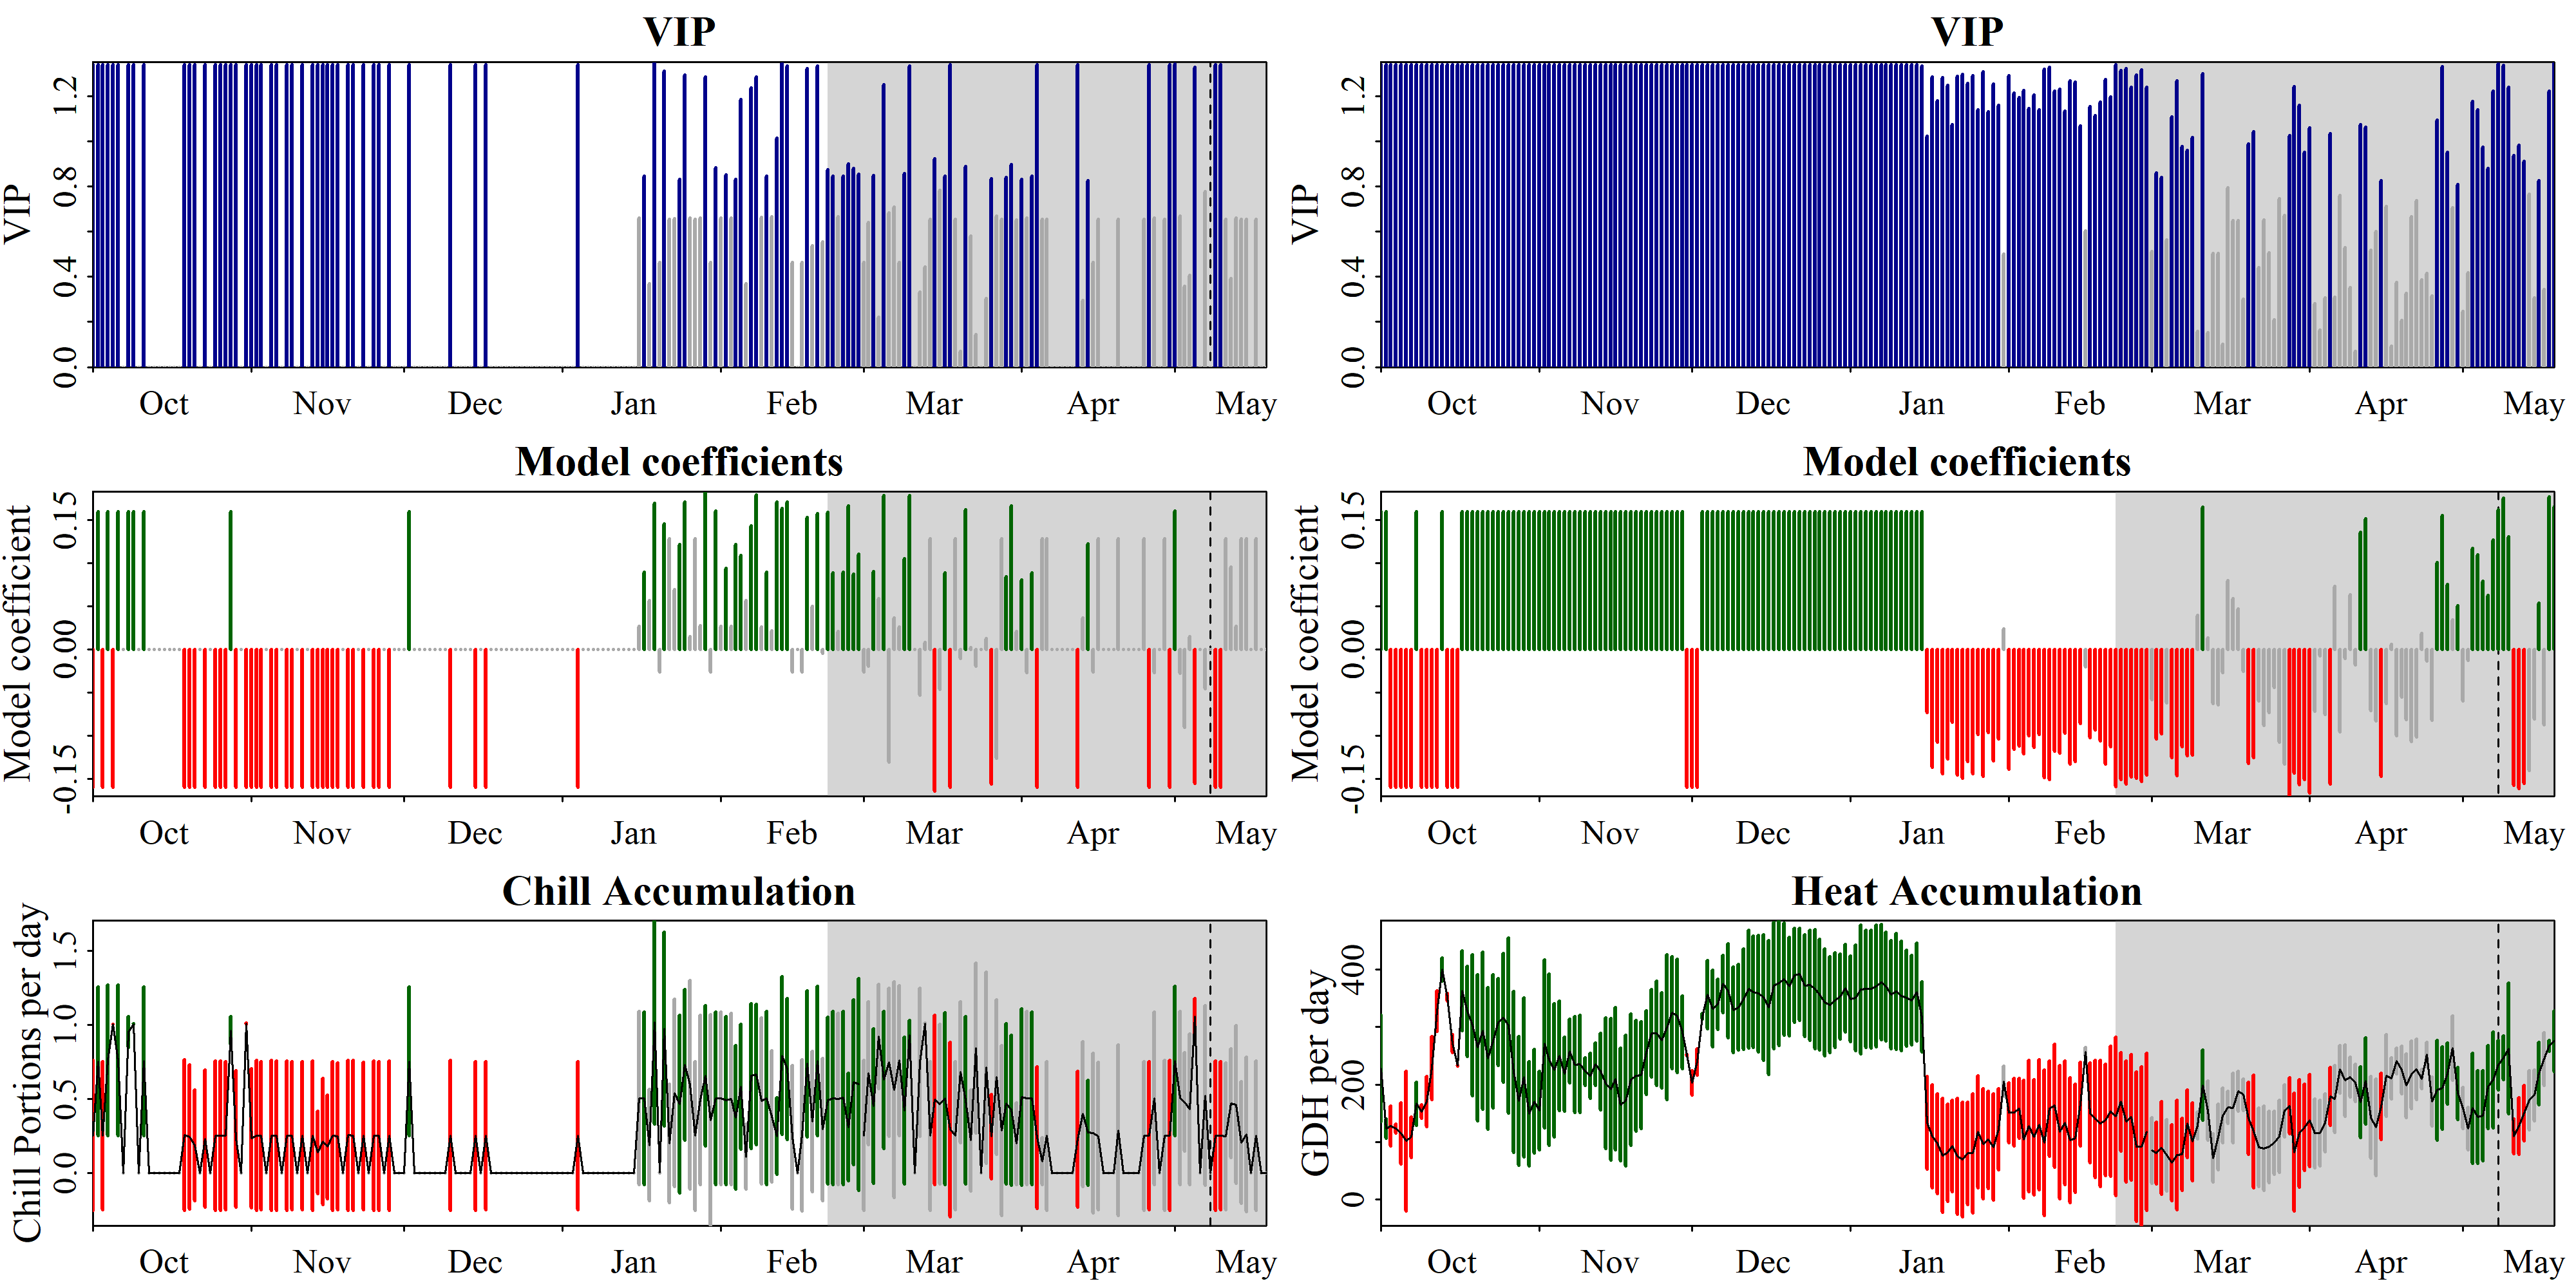 VIP
VIP
0.0 0.4 0.8 1.2
Oct Nov Dec Jan Feb Mar Apr May
VIP
VIP
0.0 0.4 0.8 1.2
Oct Nov Dec Jan Feb Mar Apr May
Model coefficients
Model coefficient
-0.15 0.00 0.15
Oct Nov Dec Jan Feb Mar Apr May
Model coefficients
Model coefficient
-0.15 0.00 0.15
Oct Nov Dec Jan Feb Mar Apr May
Chill Accumulation
Chill Portions per day
0.0 0.5 1.0 1.5
Oct Nov Dec Jan Feb Mar Apr May
Heat Accumulation
GDH per day
0 200 400
Oct Nov Dec Jan Feb Mar Apr May